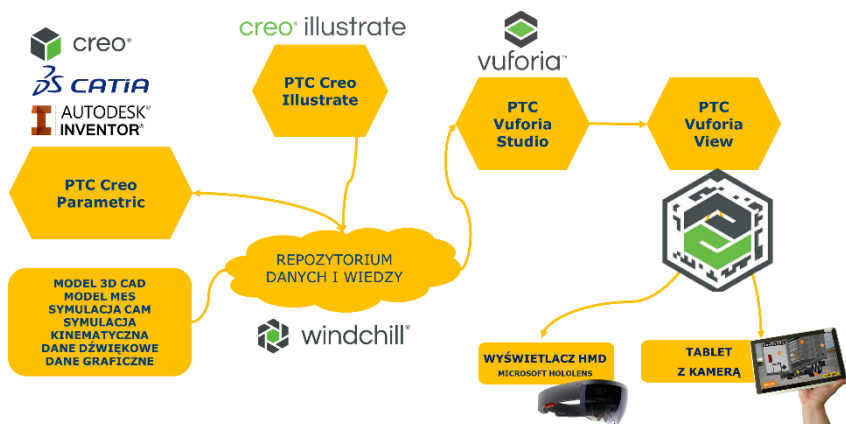 creo®
3S CATIA
AUTODESK®
INVENTOR®
PTC Creo
Parametric
creo® illustrate
PTC Creo
Illustrate
vuforia™
PTC
Vuforia
Studio
PTC
Vuforia
View
REPOZYTORIUM
DANYCH I WIEDZY
windchill®
MODEL 3D CAD
MODEL MES
SYMULACJA CAM
SYMULACJA
KINEMATYCZNA
DANE DŹWIĘKOWE
DANE GRAFICZNE
WYŚWIETLACZ HMD
MICROSOFT HOLOLENS
TABLET
Z KAMERĄ